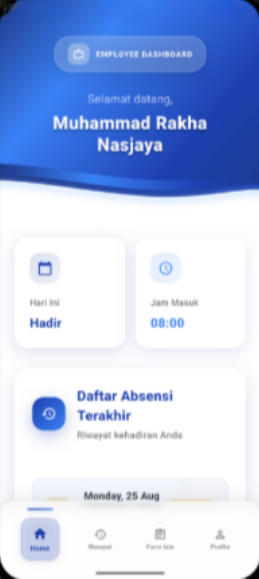 EMPLOYEE DASHBOARD
Selamat datang,
Muhammad Rakha
Nasjaya
Hari Ini
Hadir
Jam Masuk
08:00
Daftar Absensi
Terakhir
Riwayat kehadiran Anda
Monday, 25 Aug
Home
Riwayat
Form Izin
Profile